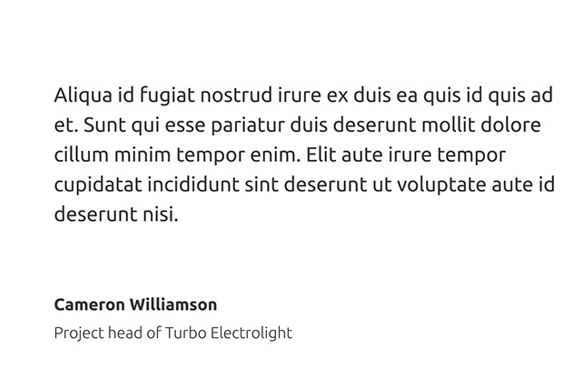 Aliqua id fugiat nostrud irure ex duis ea quis id quis ad
et. Sunt qui esse pariatur duis deserunt mollit dolore
cillum minim tempor enim. Elit aute irure tempor
cupidatat incididunt sint deserunt ut voluptate aute id
deserunt nisi.
Cameron Williamson
Project head of Turbo Electrolight